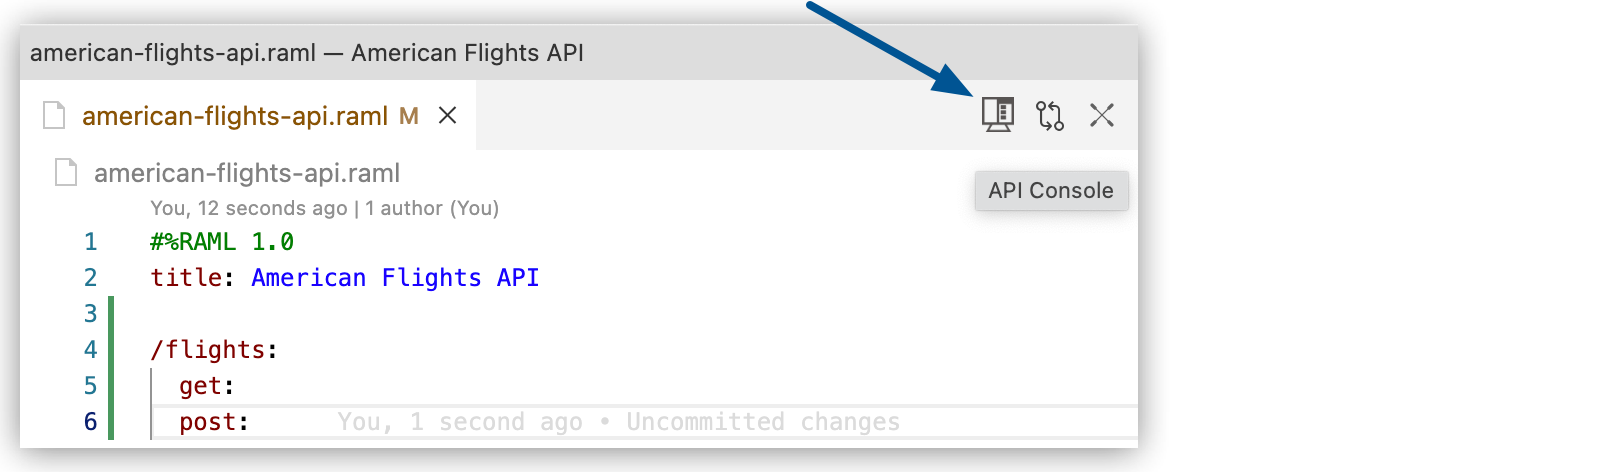 american-flights-api.raml — American Flights API
american-flights-api.raml M
american-flights-api.raml
API Console
You, 12 seconds ago | 1 author (You)
1 #%RAML 1.0
2 title: American Flights API
3
4 /flights:
5 get:
6 post: You, 1 second ago • Uncommitted changes